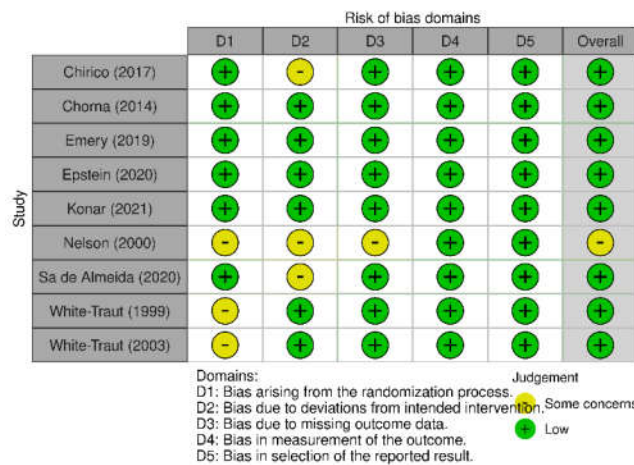 Risk of bias domains
D1 D2 D3 D4 D5 Overall
Study
Chirico (2017) + - + + + +
Chorna (2014) + + + + + +
Emery (2019) + + + + + +
Epstein (2020) + + + + + +
Konar (2021) + + + + + +
Nelson (2000) - - - + + -
Sa de Almeida (2020) + - + + + +
White-Traut (1999) - + + + + +
White-Traut (2003) - + + + + +
Domains:
D1: Bias arising from the randomization process.
D2: Bias due to deviations from intended intervention.
D3: Bias due to missing outcome data.
D4: Bias in measurement of the outcome.
D5: Bias in selection of the reported result.
Judgement
- Some concerns
+ Low